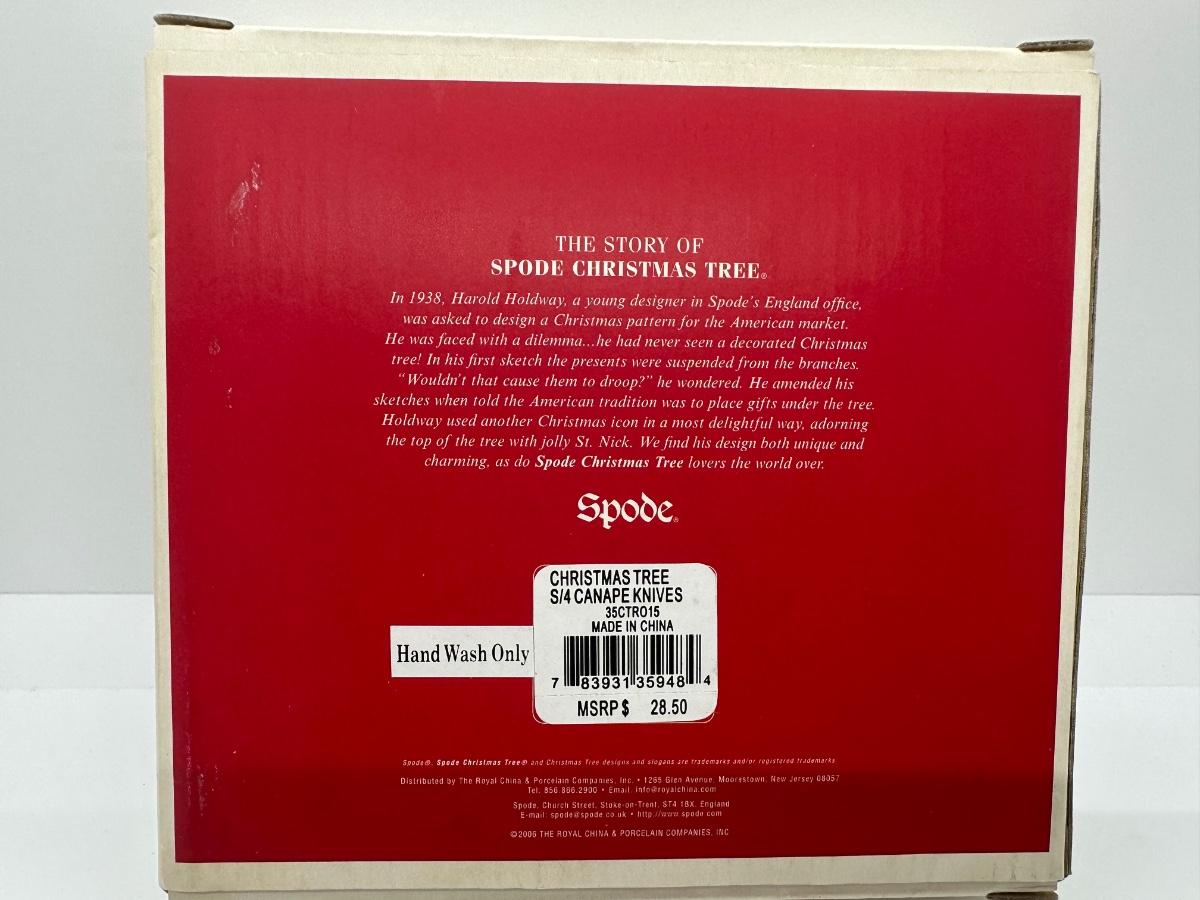 THE STORY OF
SPODE CHRISTMAS TREE®
In 1938, Harold Holdway, a young designer in Spode's England office,
was asked to design a Christmas pattern for the American market.
He was faced with a dilemma...he had never seen a decorated Christmas
tree! In his first sketch the presents were suspended from the branches.
"Wouldn't that cause them to droop?" he wondered. He amended his
sketches when told the American tradition was to place gifts under the tree.
Holdway used another Christmas icon in a most delightful way, adorning
the top of the tree with jolly St. Nick. We find his design both unique and
charming, as do Spode Christmas Tree lovers the world over.
Spode®
CHRISTMAS TREE
S/4 CANAPE KNIVES
35CTRO15
MADE IN CHINA
Hand Wash Only
7 83931 35948 4
MSRP $ 28.50
Spode®, Spode Christmas Tree® and Christmas Tree designs and slogans are trademarks and/or registered trademarks
Distributed by The Royal China & Porcelain Companies, Inc. • 1265 Glen Avenue, Moorestown, New Jersey 08057
Tel: 856.866.2900 • Email: info@royalchina.com
Spode, Church Street, Stoke-on-Trent, ST4 1BX, England
E-mail: spode@spode.co.uk • http://www.spode.com
©2006 THE ROYAL CHINA & PORCELAIN COMPANIES, INC